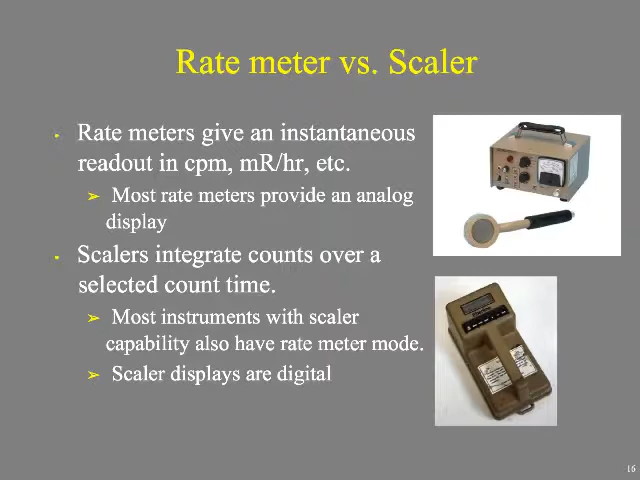 Rate meter vs. Scaler
Rate meters give an instantaneous
readout in cpm, mR/hr, etc.
Most rate meters provide an analog
display
Scalers integrate counts over a
selected count time.
Most instruments with scaler
capability also have rate meter mode.
Scaler displays are digital
16